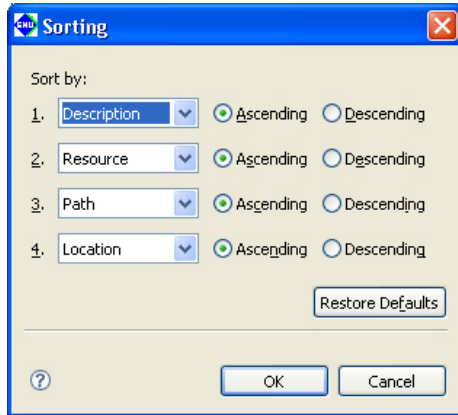 GNU Sorting
Sort by:
1. Description Ascending Descending
2. Resource Ascending Descending
3. Path Ascending Descending
4. Location Ascending Descending
Restore Defaults
? OK Cancel